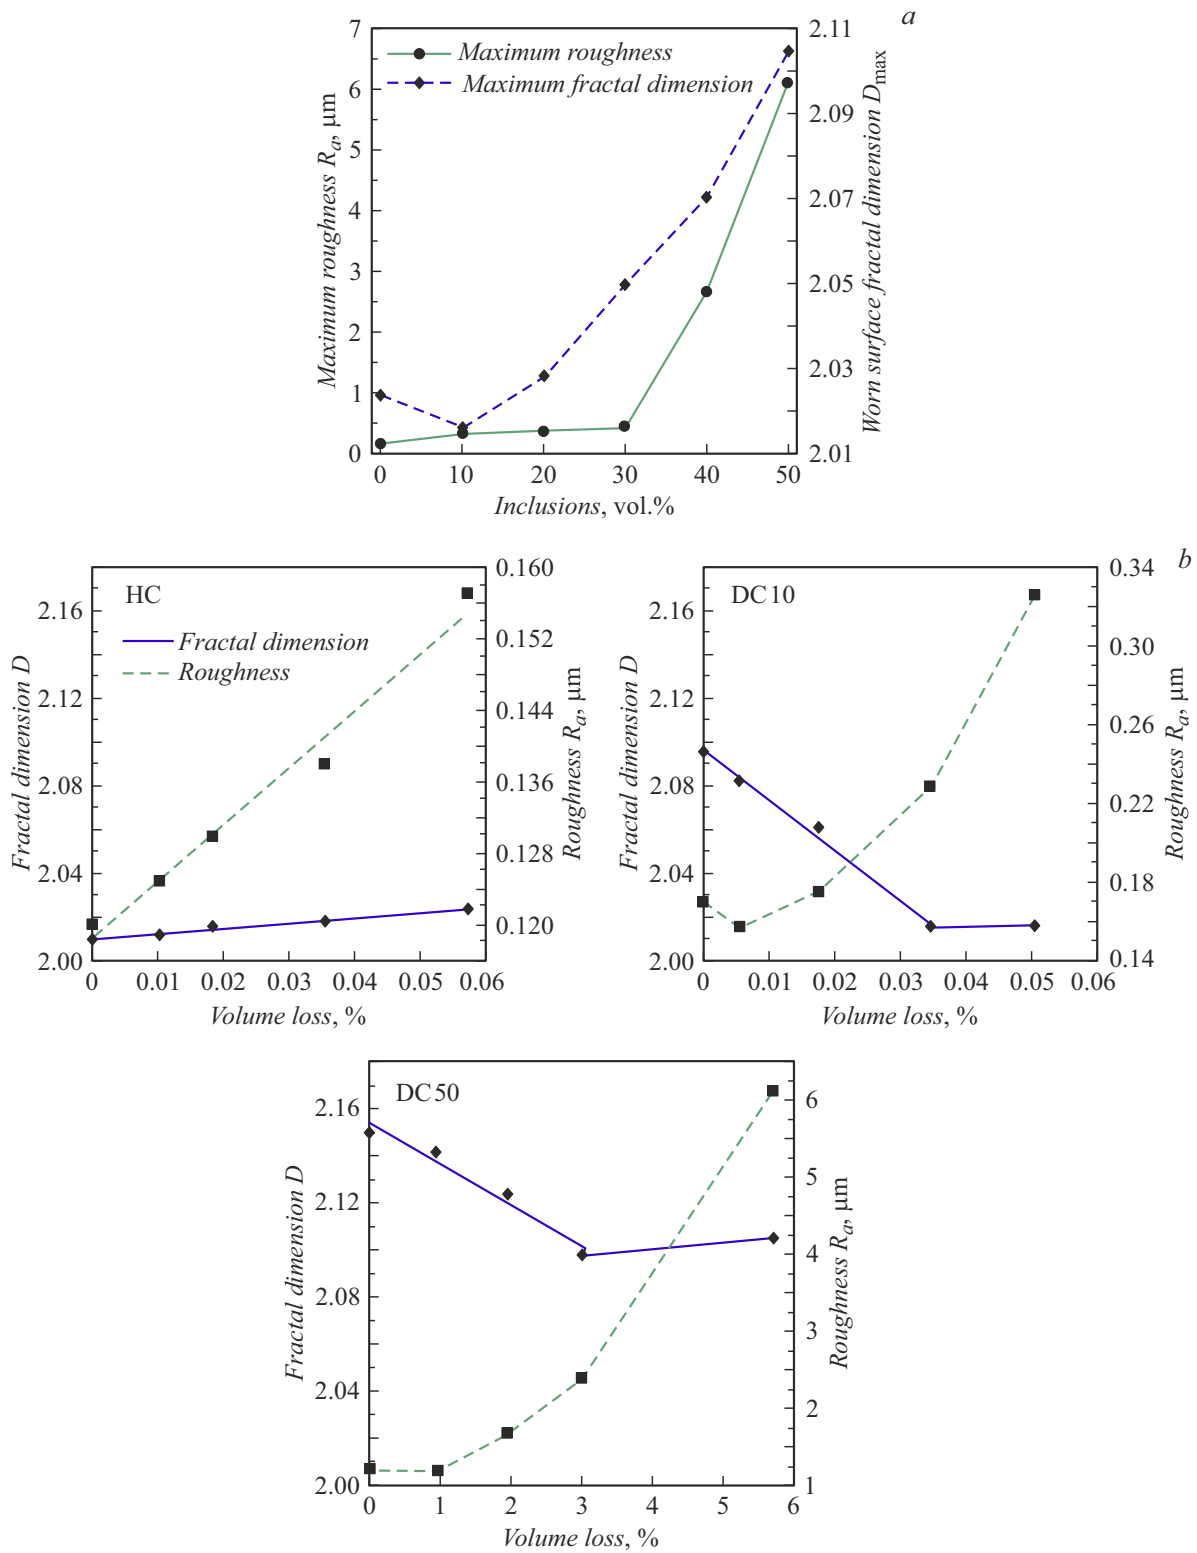 a
7
6
5
4
3
2
1
0
Maximum roughness Ra, μm
Maximum roughness
Maximum fractal dimension
2.11
2.09
2.07
2.05
2.03
2.01
Worn surface fractal dimension Dmax
0 10 20 30 40 50
Inclusions, vol.%
b
HC
Fractal dimension
Roughness
2.16
2.12
2.08
2.04
2.00
Fractal dimension D
0.160
0.152
0.144
0.136
0.128
0.120
Roughness Ra, μm
0 0.01 0.02 0.03 0.04 0.05 0.06
Volume loss, %
DC10
2.16
2.12
2.08
2.04
2.00
Fractal dimension D
0.34
0.30
0.26
0.22
0.18
0.14
Roughness Ra, μm
0 0.01 0.02 0.03 0.04 0.05 0.06
Volume loss, %
DC50
2.16
2.12
2.08
2.04
2.00
Fractal dimension D
6
5
4
3
2
1
Roughness Ra, μm
0 1 2 3 4 5 6
Volume loss, %